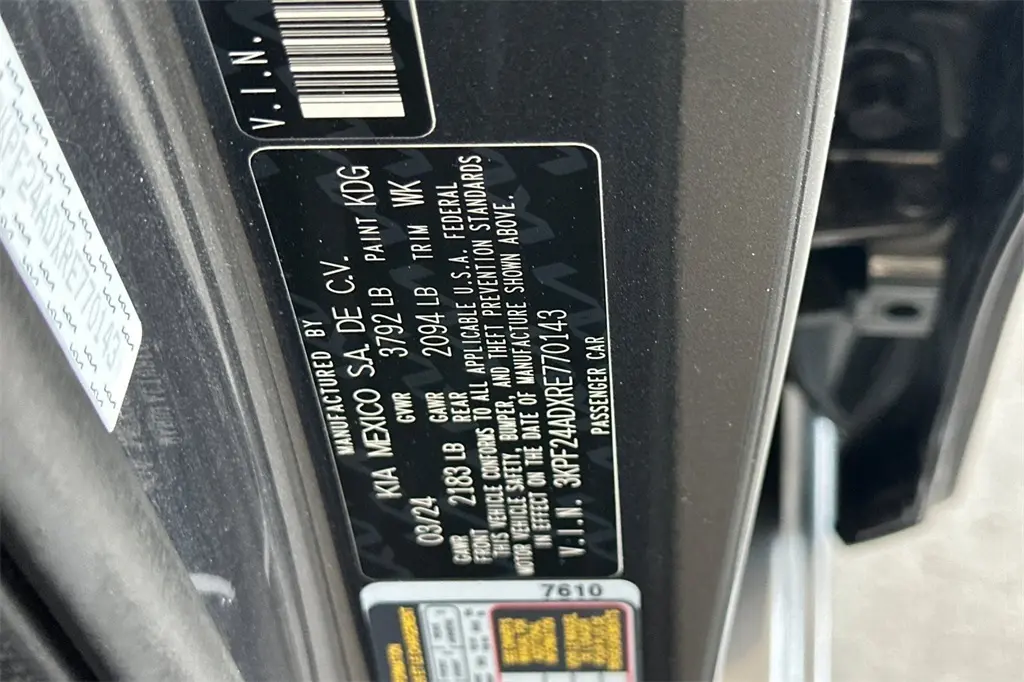 V.I.N.
MANUFACTURED BY
KIA MEXICO S.A. DE C.V.
03/24 GVWR 3792 LB PAINT KDG
GAWR FRONT 2183 LB GAWR REAR 2094 LB TRIM WK
THIS VEHICLE CONFORMS TO ALL APPLICABLE U.S.A. FEDERAL
MOTOR VEHICLE SAFETY, BUMPER, AND THEFT PREVENTION STANDARDS
IN EFFECT ON THE DATE OF MANUFACTURE SHOWN ABOVE.
V.I.N. 3KPF24ADXRE770143
PASSENGER CAR
7610
PF24ADXRE770143